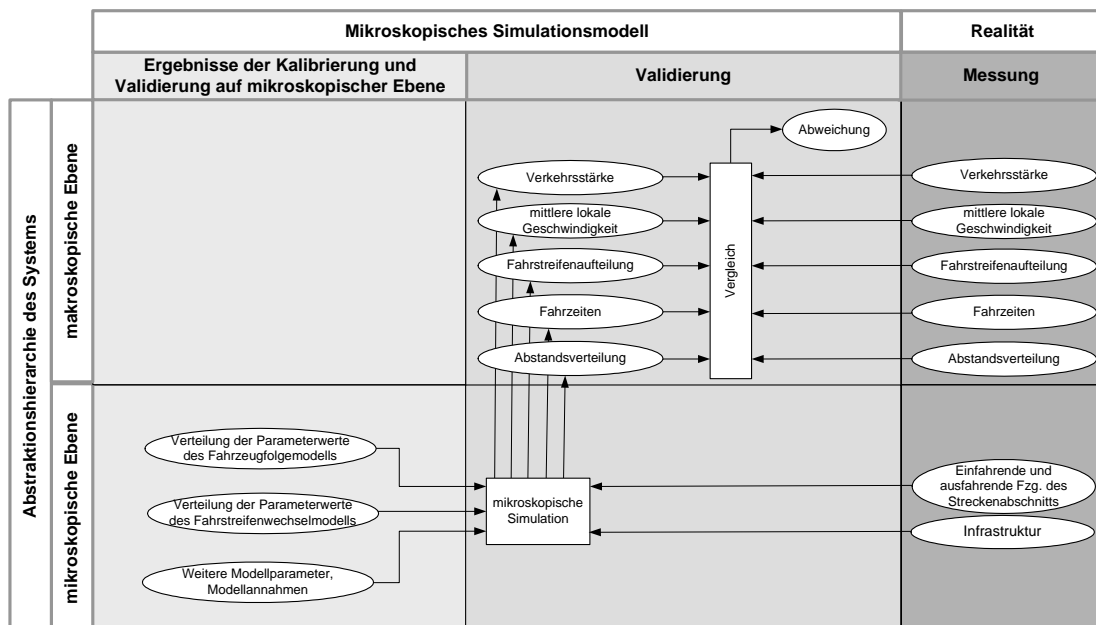 Mikroskopisches Simulationsmodell
Realität
Ergebnisse der Kalibrierung und
Validierung auf mikroskopischer Ebene
Validierung
Messung
Abstraktionshierarchie des Systems
makroskopische Ebene
mikroskopische Ebene
Abweichung
Verkehrsstärke
mittlere lokale
Geschwindigkeit
Fahrstreifenaufteilung
Fahrzeiten
Abstandsverteilung
Vergleich
Verkehrsstärke
mittlere lokale
Geschwindigkeit
Fahrstreifenaufteilung
Fahrzeiten
Abstandsverteilung
Verteilung der Parameterwerte
des Fahrzeugfolgemodells
Verteilung der Parameterwerte
des Fahrstreifenwechselmodells
Weitere Modellparameter,
Modellannahmen
mikroskopische
Simulation
Einfahrende und
ausfahrende Fzg. des
Streckenabschnitts
Infrastruktur